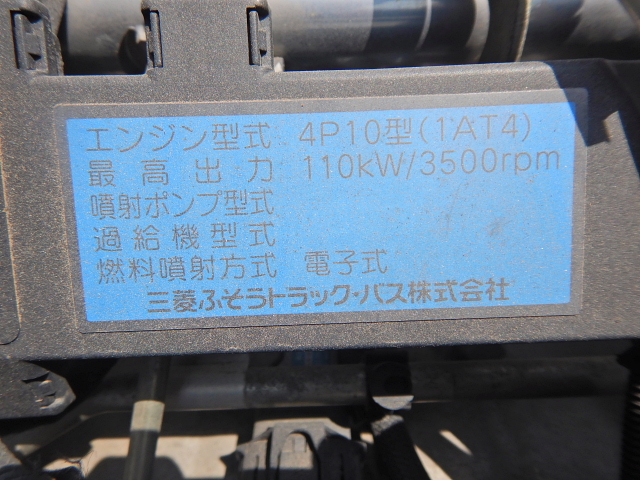 エンジン型式 4P10型(1AT4)
最高出力 110kW/3500rpm
噴射ポンプ型式
過給機型式
燃料噴射方式 電子式
三菱ふそうトラック・バス株式会社